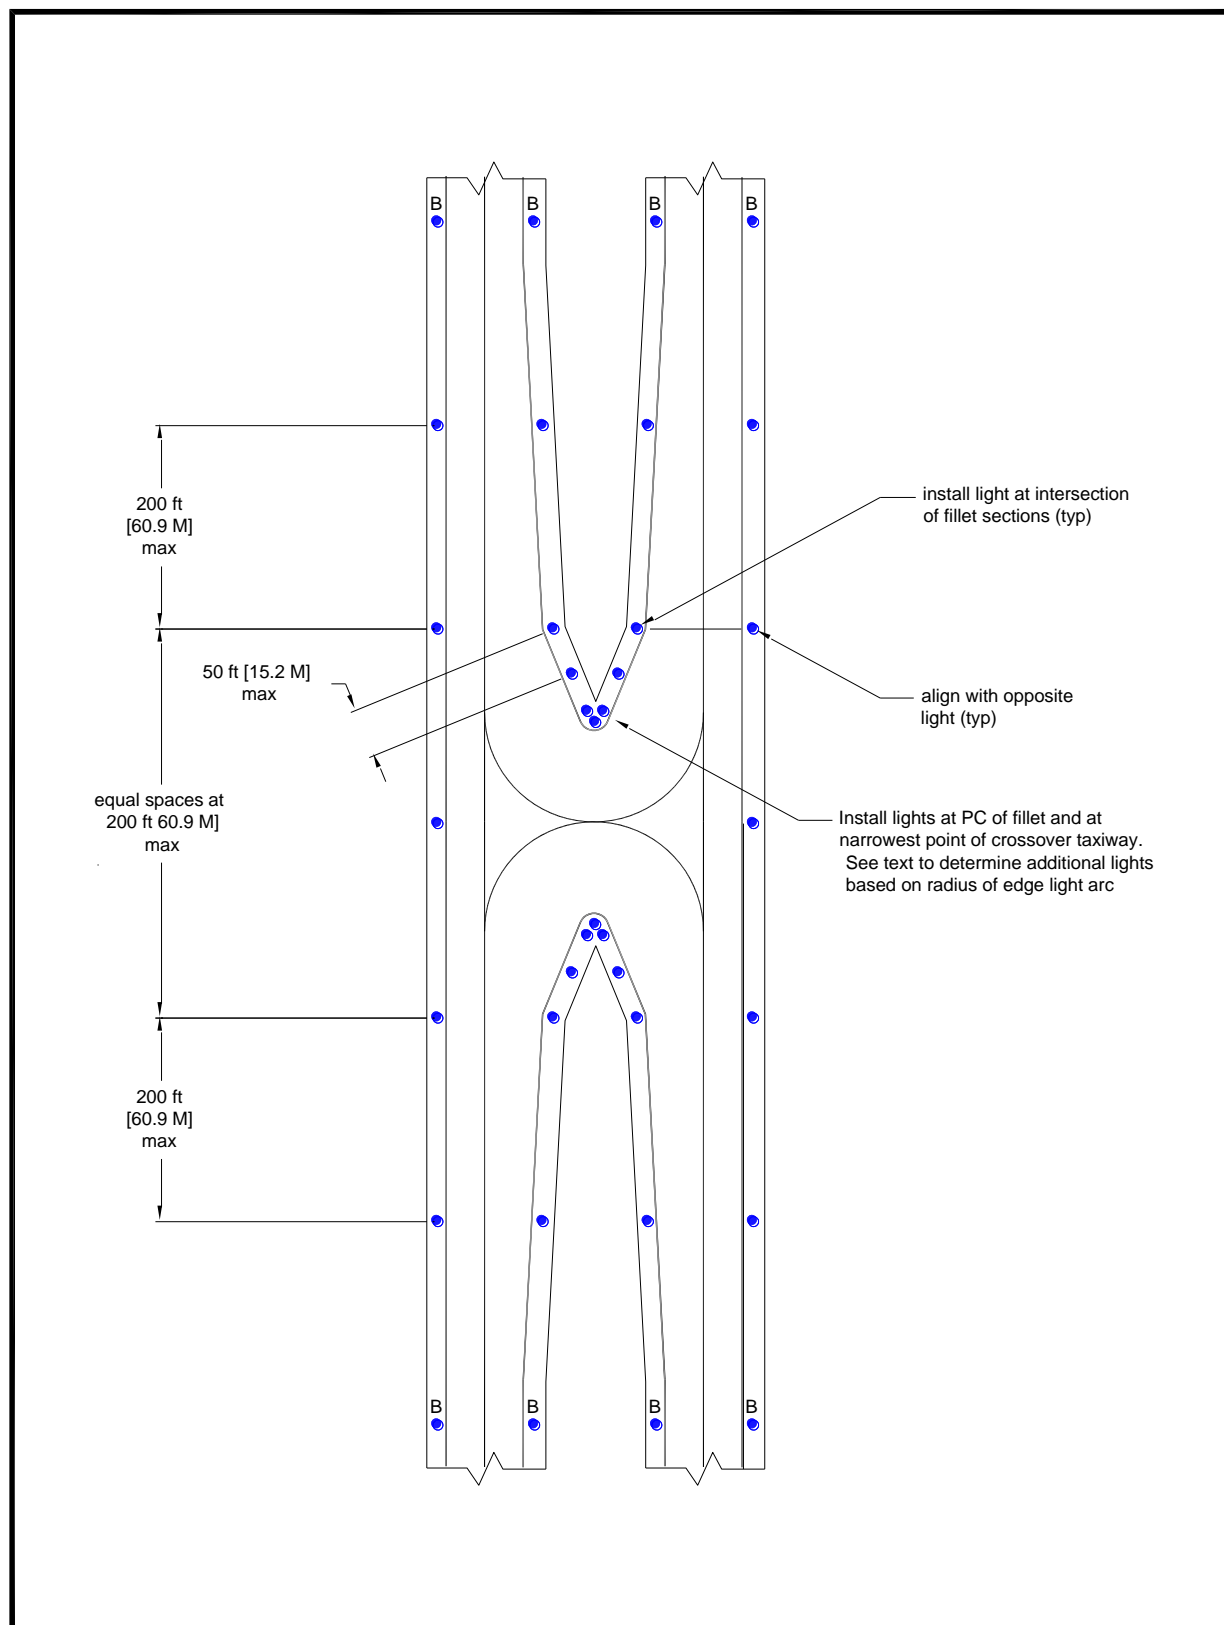 B B B B
200 ft
[60.9 M]
max
install light at intersection
of fillet sections (typ)
50 ft [15.2 M]
max
align with opposite
light (typ)
equal spaces at
200 ft 60.9 M]
max
Install lights at PC of fillet and at
narrowest point of crossover taxiway.
See text to determine additional lights
based on radius of edge light arc
200 ft
[60.9 M]
max
B B B B